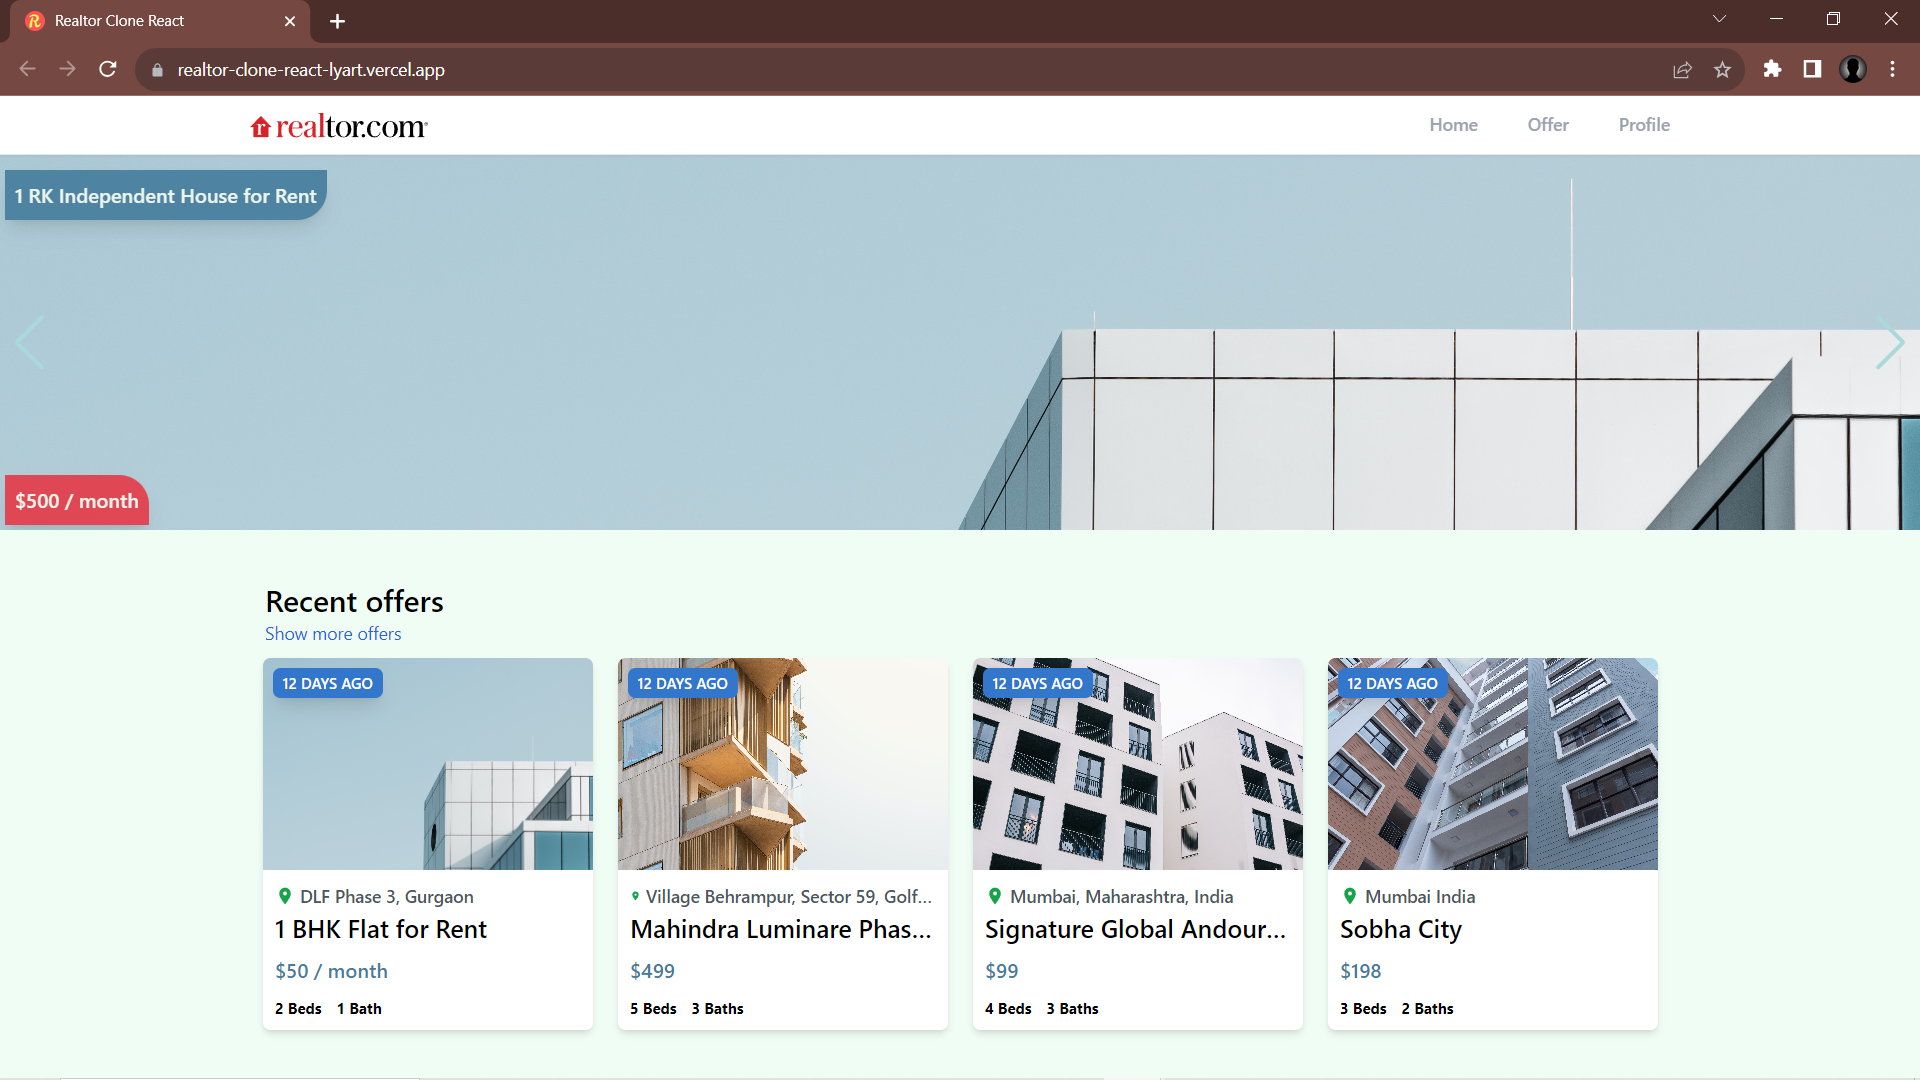 Realtor Clone React
realtor-clone-react-lyart.vercel.app
realtor.com®
Home Offer Profile
1 RK Independent House for Rent
$500 / month
Recent offers
Show more offers
12 DAYS AGO
DLF Phase 3, Gurgaon
1 BHK Flat for Rent
$50 / month
2 Beds 1 Bath
12 DAYS AGO
Village Behrampur, Sector 59, Golf...
Mahindra Luminare Phas...
$499
5 Beds 3 Baths
12 DAYS AGO
Mumbai, Maharashtra, India
Signature Global Andour...
$99
4 Beds 3 Baths
12 DAYS AGO
Mumbai India
Sobha City
$198
3 Beds 2 Baths